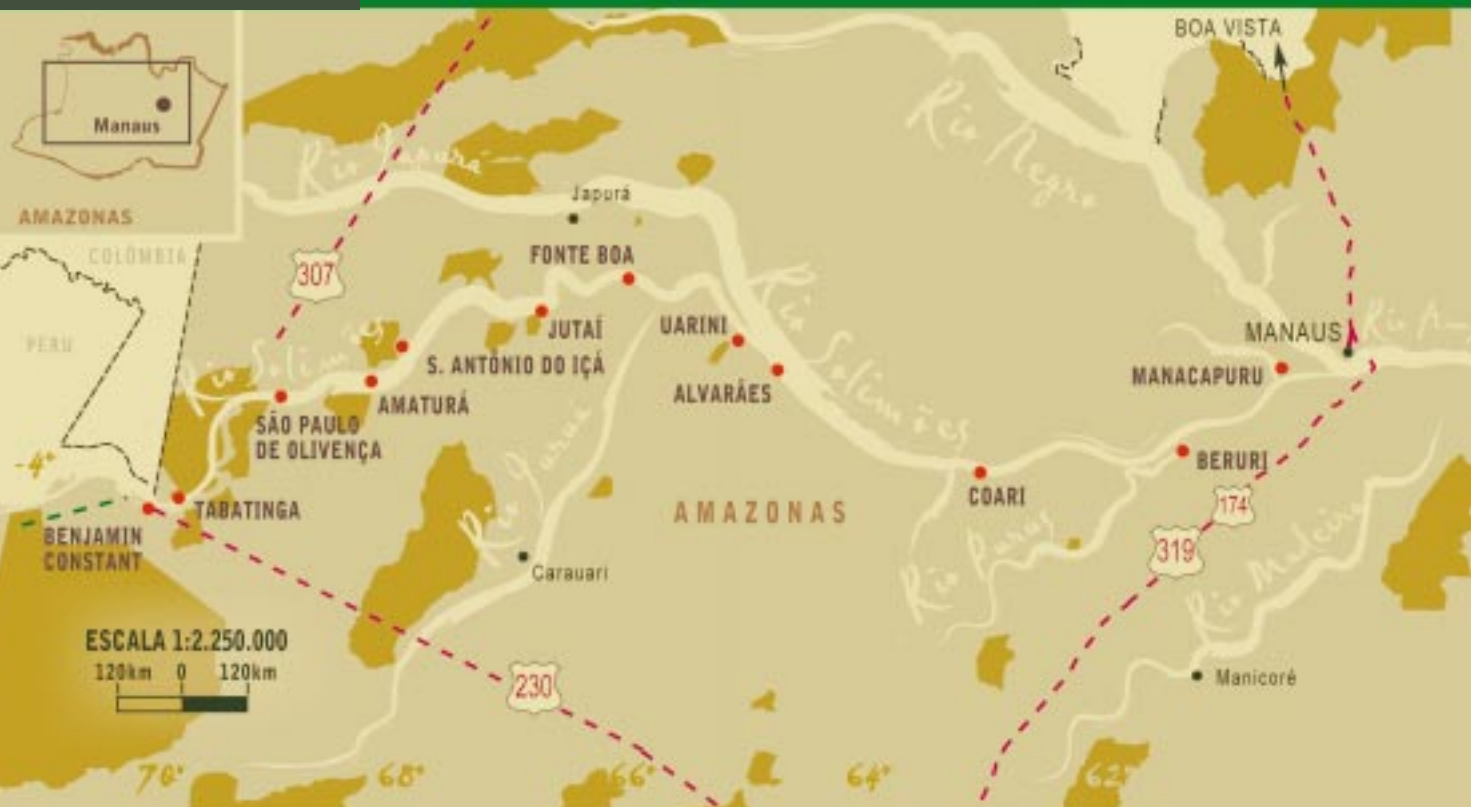 BOA VISTA
Manaus
AMAZONAS
COLÔMBIA
PERU
Rio Japurá
Japurá
Rio Negro
307
FONTE BOA
JUTAÍ
UARINI
Rio Solimões
S. ANTÔNIO DO IÇÁ
ALVARÃES
Rio Solimões
MANAUS
MANACAPURU
AMATURÁ
SÃO PAULO
DE OLIVENÇA
-4°
TABATINGA
BENJAMIN
CONSTANT
Carauari
AMAZONAS
COARI
BERURI
174
319
Rio Purus
Rio Madeira
ESCALA 1:2.250.000
120km 0 120km
230
Manicoré
70° 68° 66° 64° 62°